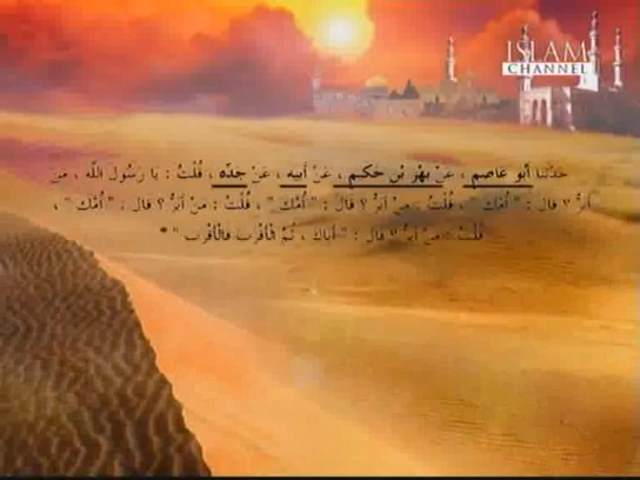 ISLAM
CHANNEL
حدثنا أبو عاصم ، عن بهز بن حكيم ، عن أبيه ، عن جده ، قلت : يا رسول الله ، من
أبر ؟ قال : " أمك " ، قلت : من أبر ؟ قال : " أمك " ، قلت : من أبر ؟ قال : " أمك " ،
قلت : من أبر ؟ قال : " أباك ، ثم الأقرب فالأقرب " *